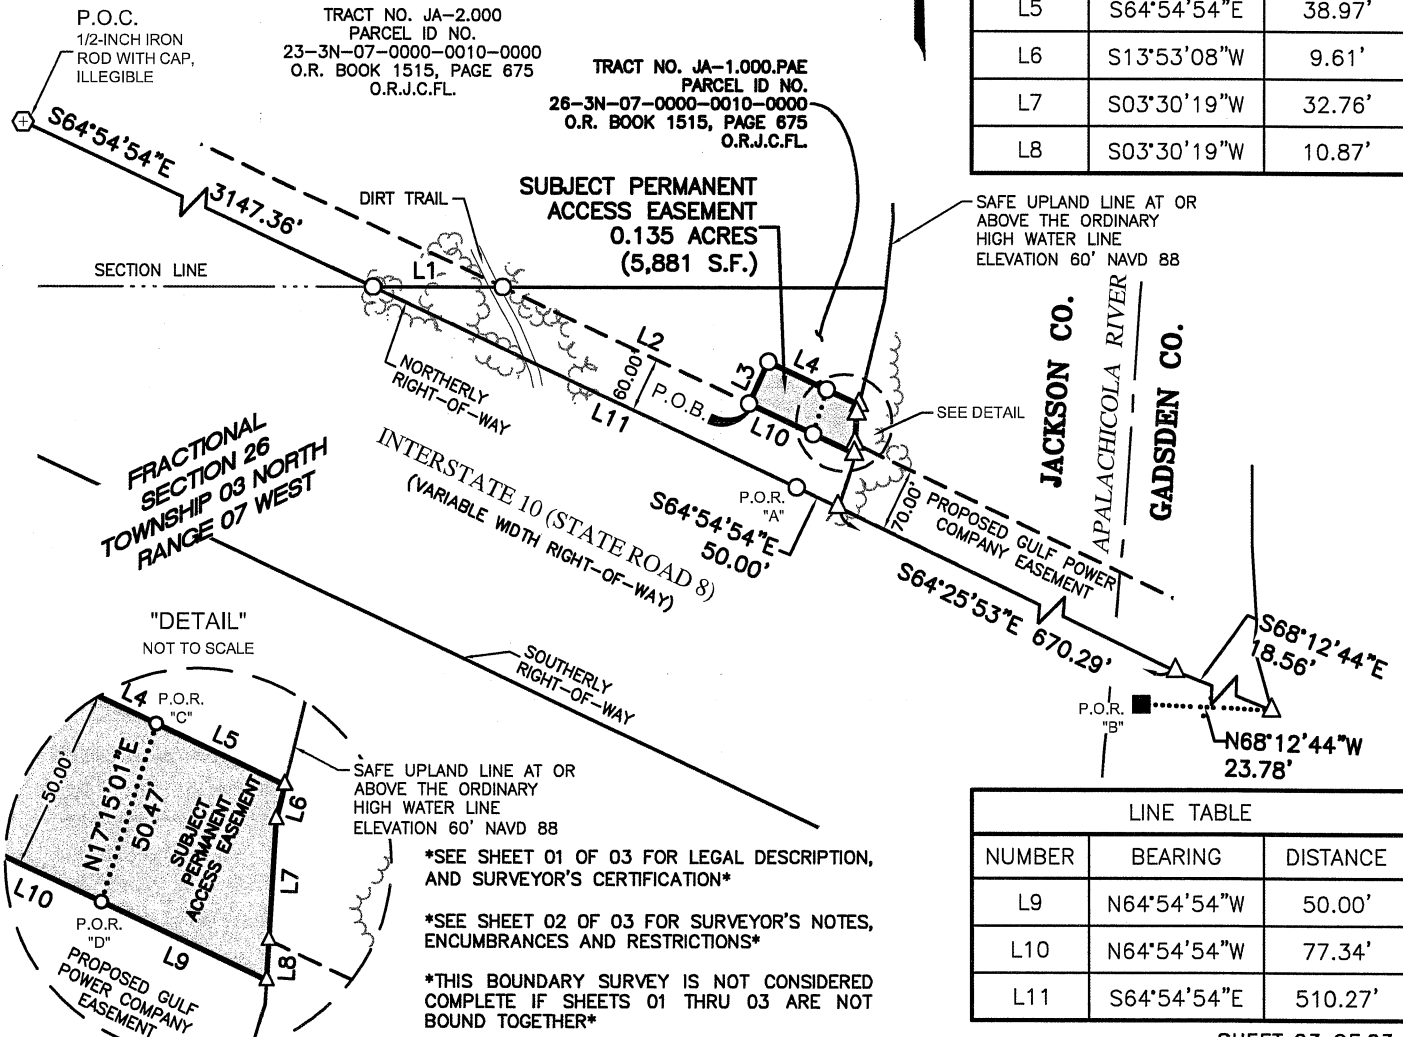 P.O.C.
1/2-INCH IRON
ROD WITH CAP,
ILLEGIBLE
TRACT NO. JA-2.000
PARCEL ID NO.
23-3N-07-0000-0010-0000
O.R. BOOK 1515, PAGE 675
O.R.J.C.FL.
TRACT NO. JA-1.000.PAE
PARCEL ID NO.
26-3N-07-0000-0010-0000
O.R. BOOK 1515, PAGE 675
O.R.J.C.FL.
L5 S64°54'54"E 38.97'
L6 S13°53'08"W 9.61'
L7 S03°30'19"W 32.76'
L8 S03°30'19"W 10.87'
S64°54'54"E
3147.36'
DIRT TRAIL
SUBJECT PERMANENT
ACCESS EASEMENT
0.135 ACRES
(5,881 S.F.)
SAFE UPLAND LINE AT OR
ABOVE THE ORDINARY
HIGH WATER LINE
ELEVATION 60' NAVD 88
SECTION LINE
L1
L2
L3
L4
60.00'
P.O.B.
L10
L11
NORTHERLY
RIGHT-OF-WAY
SEE DETAIL
JACKSON CO.
APALACHICOLA RIVER
GADSDEN CO.
FRACTIONAL
SECTION 26
TOWNSHIP 03 NORTH
RANGE 07 WEST
INTERSTATE 10 (STATE ROAD 8)
(VARIABLE WIDTH RIGHT-OF-WAY)
P.O.R.
"A"
S64°54'54"E
50.00'
70.00'
PROPOSED GULF POWER
COMPANY EASEMENT
S64°25'53"E 670.29'
S68°12'44"E
18.56'
P.O.R.
"B"
N68°12'44"W
23.78'
SOUTHERLY
RIGHT-OF-WAY
"DETAIL"
NOT TO SCALE
L4
P.O.R.
"C"
L5
50.00'
N17°15'01"E
50.47'
SUBJECT
PERMANENT
ACCESS EASEMENT
L6
L7
L8
L9
L10
P.O.R.
"D"
PROPOSED GULF
POWER COMPANY
EASEMENT
SAFE UPLAND LINE AT OR
ABOVE THE ORDINARY
HIGH WATER LINE
ELEVATION 60' NAVD 88
*SEE SHEET 01 OF 03 FOR LEGAL DESCRIPTION,
AND SURVEYOR'S CERTIFICATION*
*SEE SHEET 02 OF 03 FOR SURVEYOR'S NOTES,
ENCUMBRANCES AND RESTRICTIONS*
*THIS BOUNDARY SURVEY IS NOT CONSIDERED
COMPLETE IF SHEETS 01 THRU 03 ARE NOT
BOUND TOGETHER*
LINE TABLE
NUMBER BEARING DISTANCE
L9 N64°54'54"W 50.00'
L10 N64°54'54"W 77.34'
L11 S64°54'54"E 510.27'